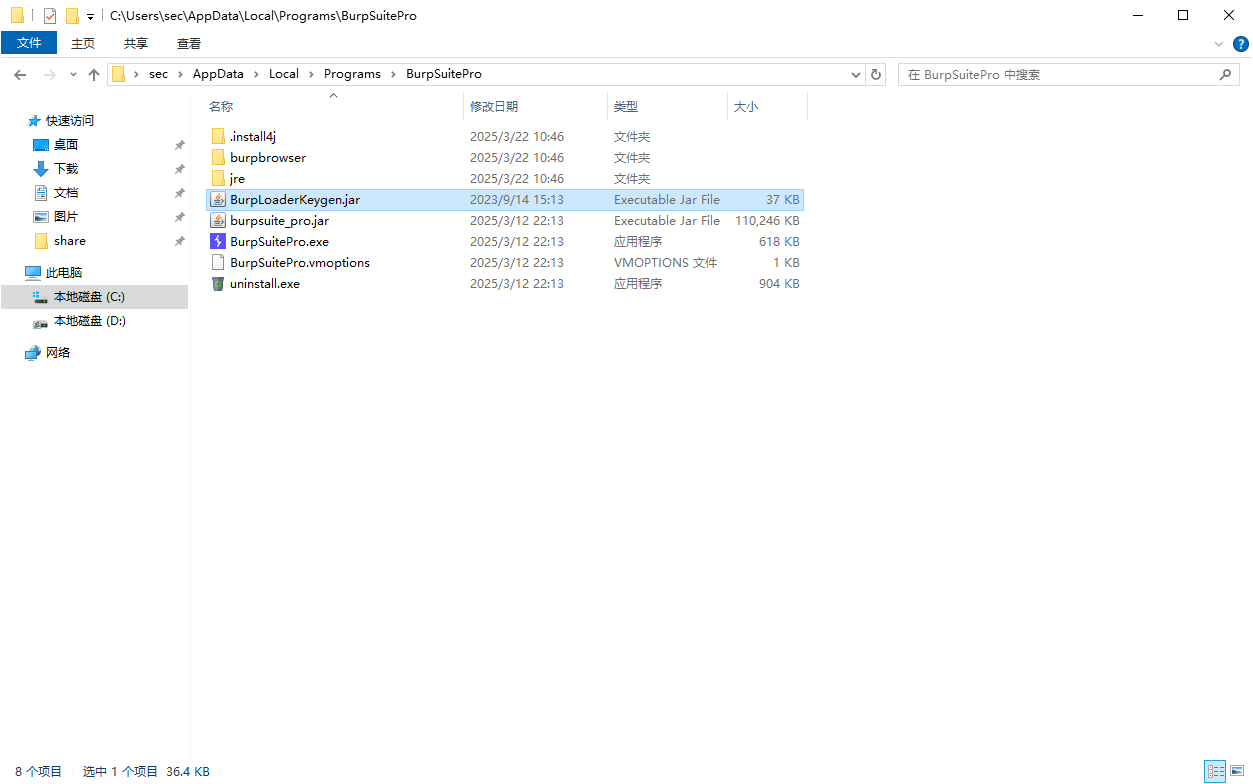 C:\Users\sec\AppData\Local\Programs\BurpSuitePro
文件 主页 共享 查看
sec AppData Local Programs BurpSuitePro 在 BurpSuitePro 中搜索
名称 修改日期 类型 大小
快速访问
桌面
下载
文档
图片
share
此电脑
本地磁盘 (C:)
本地磁盘 (D:)
网络
.install4j 2025/3/22 10:46 文件夹
burpbrowser 2025/3/22 10:46 文件夹
jre 2025/3/22 10:46 文件夹
BurpLoaderKeygen.jar 2023/9/14 15:13 Executable Jar File 37 KB
burpsuite_pro.jar 2025/3/12 22:13 Executable Jar File 110,246 KB
BurpSuitePro.exe 2025/3/12 22:13 应用程序 618 KB
BurpSuitePro.vmoptions 2025/3/12 22:13 VMOPTIONS 文件 1 KB
uninstall.exe 2025/3/12 22:13 应用程序 904 KB
8 个项目 选中 1 个项目 36.4 KB